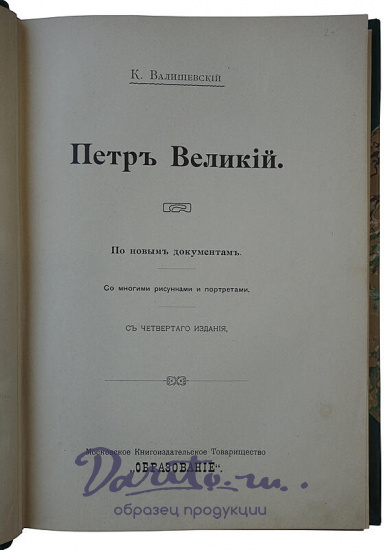 К. Валишевскій
Петръ Великій.
По новымъ документамъ.
Со многими рисунками и портретами.
СЪ ЧЕТВЕРТАГО ИЗДАНІЯ,
Московское Книгоиздательское Товарищество
„ОБРАЗОВАНІЕ".
Darito.ru..
образец продукции